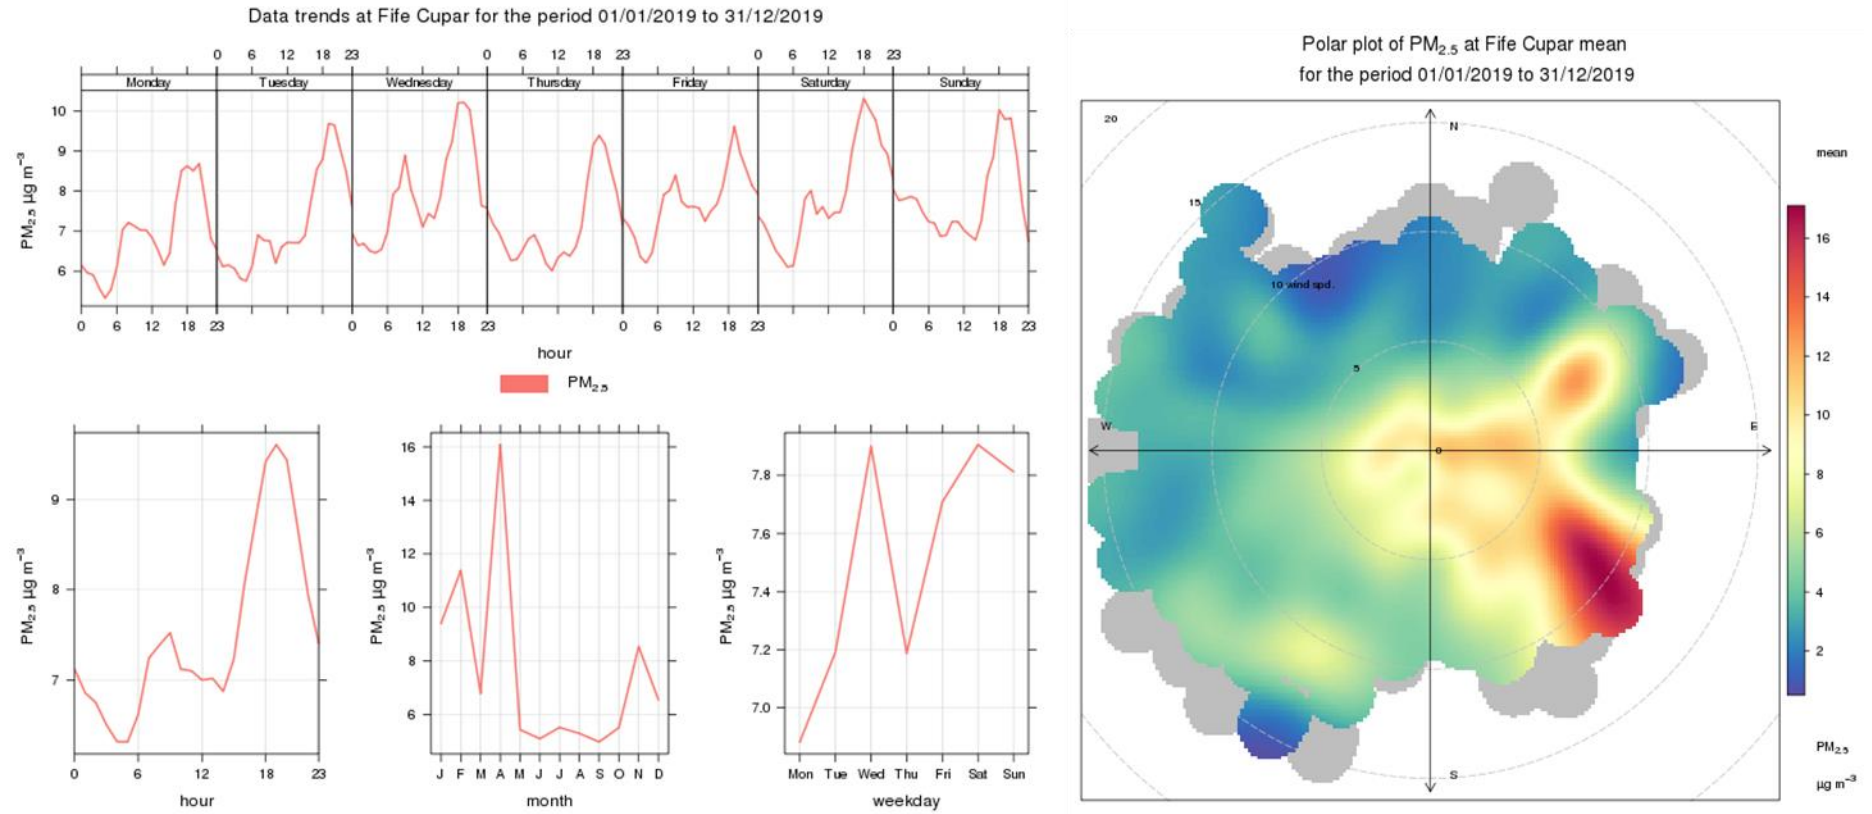 Data trends at Fife Cupar for the period 01/01/2019 to 31/12/2019
0 6 12 18 23 0 6 12 18 23 0 6 12 18 23
Monday Tuesday Wednesday Thursday Friday Saturday Sunday
10
9
8
7
6
PM2.5 µg m−3
0 6 12 18 23 0 6 12 18 23 0 6 12 18 23 0 6 12 18 23
hour
PM2.5
9
8
7
PM2.5 µg m−3
0 6 12 18 23
hour
16
14
12
10
8
6
PM2.5 µg m−3
J F M A M J J A S O N D
month
7.8
7.6
7.4
7.2
7.0
PM2.5 µg m−3
Mon Tue Wed Thu Fri Sat Sun
weekday
Polar plot of PM2.5 at Fife Cupar mean
for the period 01/01/2019 to 31/12/2019
20
N
15
10 wind spd.
5
W
0
E
S
mean
16
14
12
10
8
6
4
2
PM2.5
µg m−3